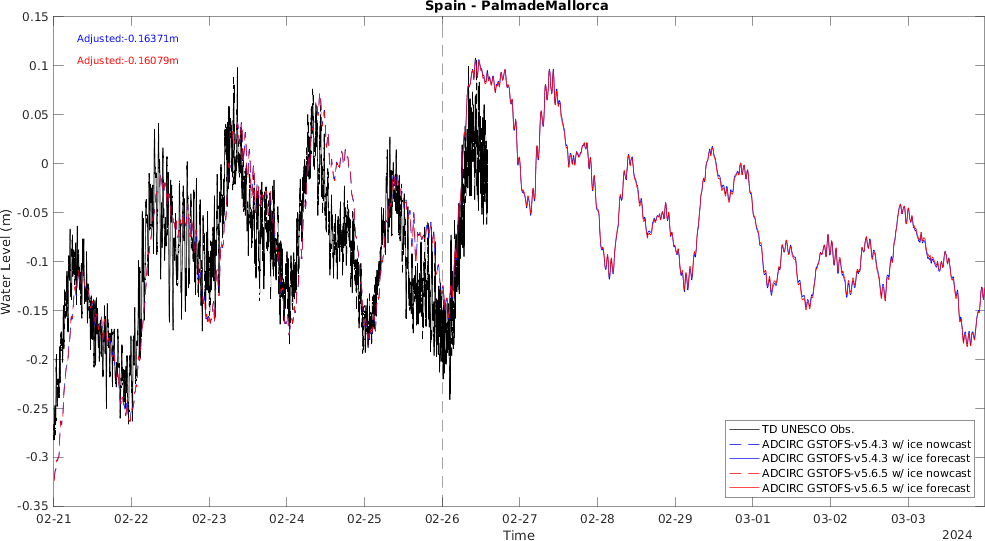 Spain - PalmadeMallorca
Adjusted:-0.16371m
Adjusted:-0.16079m
0.15
0.1
0.05
0
-0.05
-0.1
-0.15
-0.2
-0.25
-0.3
-0.35
Water Level (m)
TD UNESCO Obs.
ADCIRC GSTOFS-v5.4.3 w/ ice nowcast
ADCIRC GSTOFS-v5.4.3 w/ ice forecast
ADCIRC GSTOFS-v5.6.5 w/ ice nowcast
ADCIRC GSTOFS-v5.6.5 w/ ice forecast
02-21 02-22 02-23 02-24 02-25 02-26 02-27 02-28 02-29 03-01 03-02 03-03
Time
2024